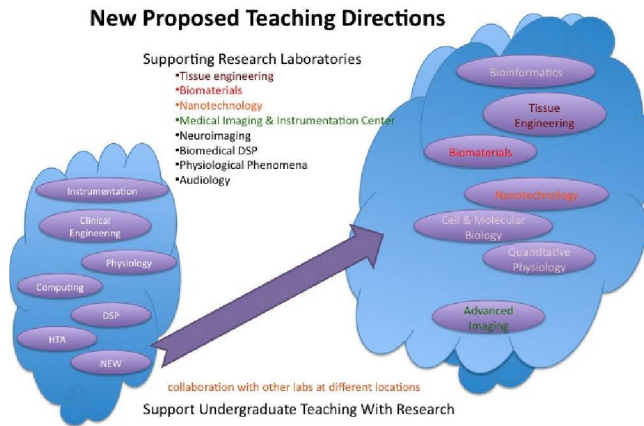 New Proposed Teaching Directions
Supporting Research Laboratories
•Tissue engineering
•Biomaterials
•Nanotechnology
•Medical Imaging & Instrumentation Center
•Neuroimaging
•Biomedical DSP
•Physiological Phenomena
•Audiology
Instrumentation
Clinical
Engineering
Physiology
Computing
DSP
HTA
NEW
Bioinformatics
Tissue
Engineering
Biomaterials
Nanotechnology
Cell & Molecular
Biology
Quantitative
Physiology
Advanced
Imaging
collaboration with other labs at different locations
Support Undergraduate Teaching With Research